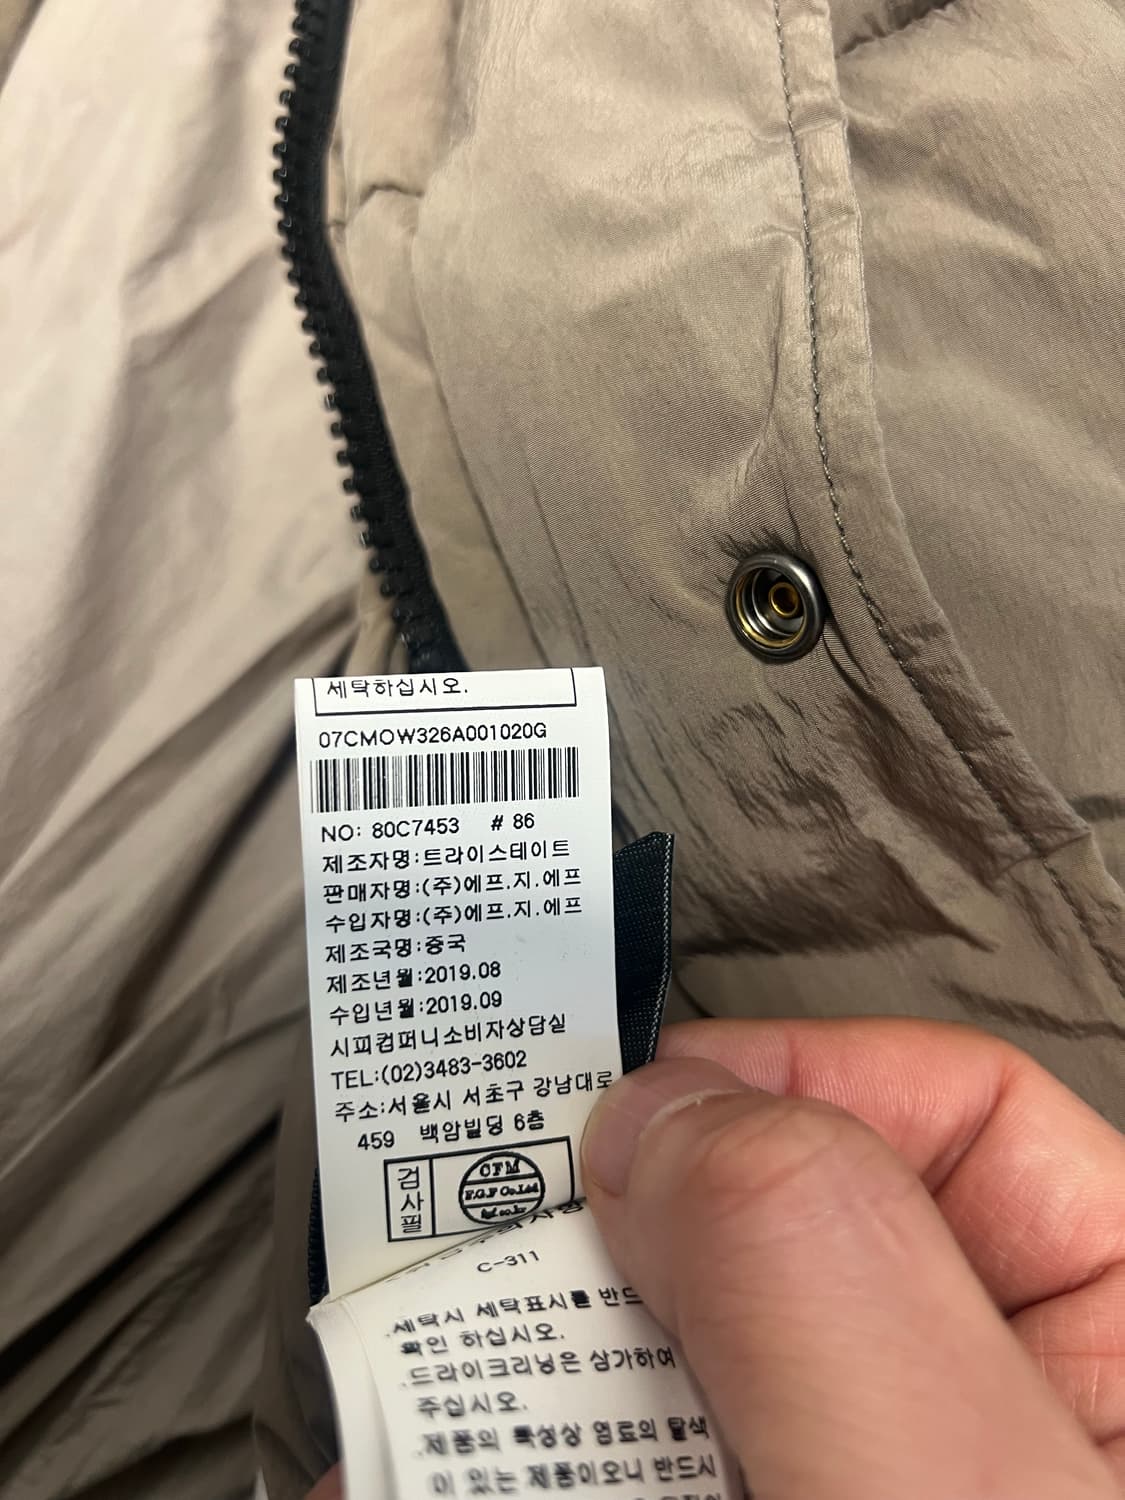 세탁하십시오.
07CMOW326A001020G
NO: 80C7453 # 86
제조자명:트라이스테이트
판매자명:(주)에프.지.에프
수입자명:(주)에프.지.에프
제조국명:중국
제조년월:2019.08
수입년월:2019.09
시피컴퍼니소비자상담실
TEL:(02)3483-3602
주소:서울시 서초구 강남대로
459 백암빌딩 6층
검사필
CFM
F.G.F Co.Ltd
C-311
.세탁시 세탁표시를 반드
확인 하십시오.
.드라이크리닝은 삼가하여
주십시오.
.제품의 특성상 염료의 탈색
이 있는 제품이오니 반드시